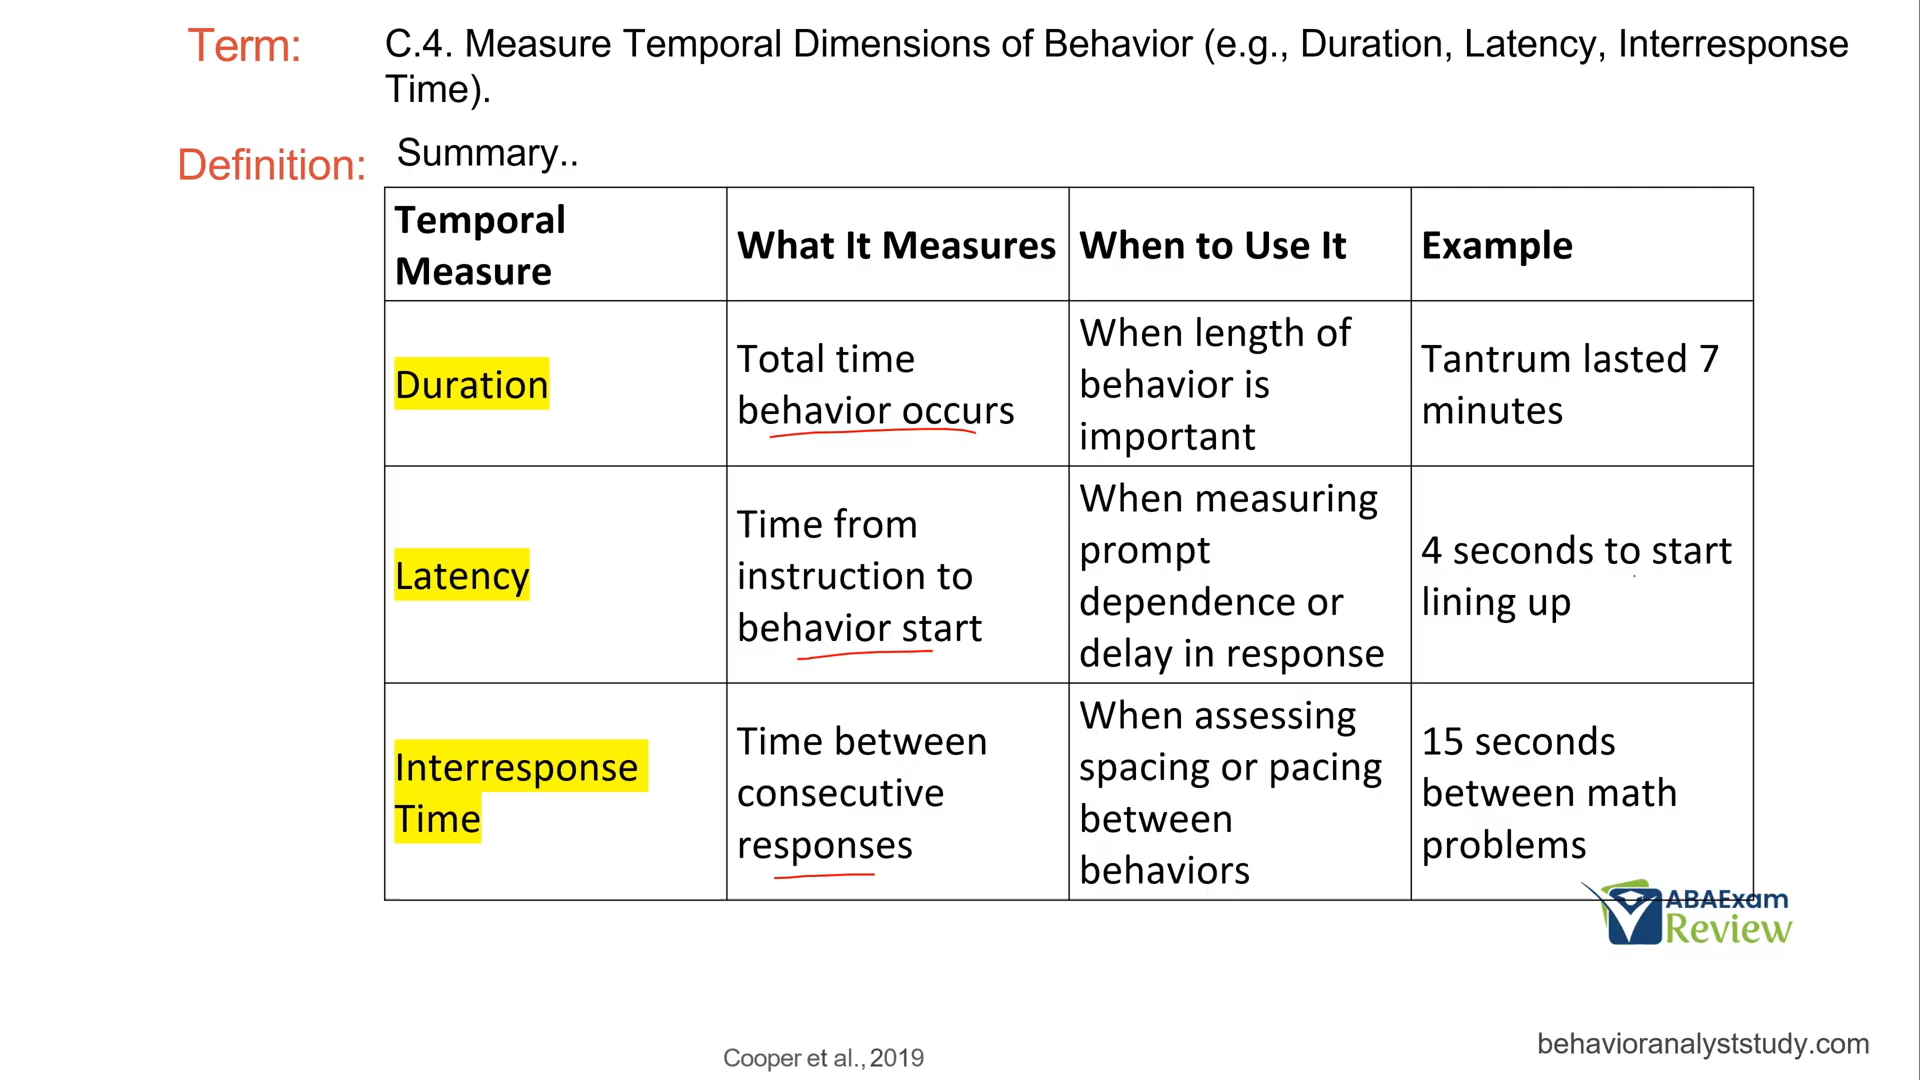 Term:
C.4. Measure Temporal Dimensions of Behavior (e.g., Duration, Latency, Interresponse
Time).
Definition:
Summary..
Temporal
Measure
What It Measures
When to Use It
Example
Duration
Total time
behavior occurs
When length of
behavior is
important
Tantrum lasted 7
minutes
Latency
Time from
instruction to
behavior start
When measuring
prompt
dependence or
delay in response
4 seconds to start
lining up
Interresponse
Time
Time between
consecutive
responses
When assessing
spacing or pacing
between
behaviors
15 seconds
between math
problems
ABAExam
Review
Cooper et al., 2019
behavioranalyststudy.com